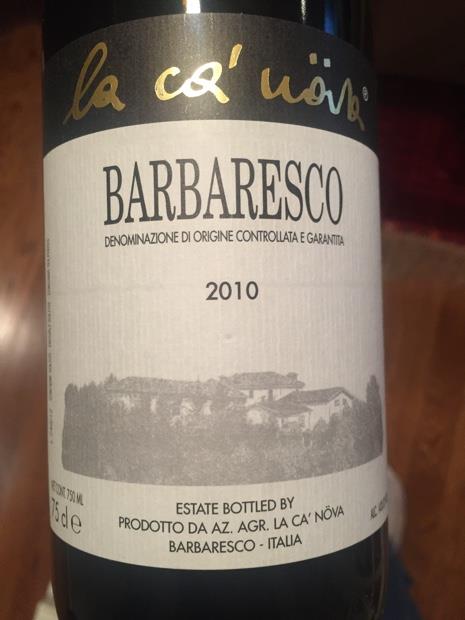 la ca' növa®
BARBARESCO
DENOMINAZIONE DI ORIGINE CONTROLLATA E GARANTITA
2010
NET CONT. 750 ML
75 cl e
ESTATE BOTTLED BY
PRODOTTO DA AZ. AGR. LA CA' NÖVA
BARBARESCO - ITALIA
ALC.